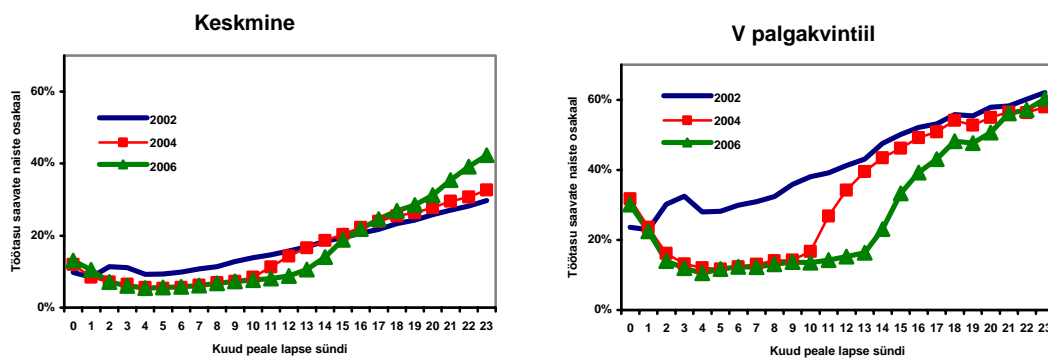 Keskmine
Töötasu saavate naiste osakaal
60%
40%
20%
0%
2002
2004
2006
0 1 2 3 4 5 6 7 8 9 10 11 12 13 14 15 16 17 18 19 20 21 22 23
Kuud peale lapse sündi
V palgakvintiil
Töötasu saavate naiste osakaal
60%
40%
20%
0%
2002
2004
2006
0 1 2 3 4 5 6 7 8 9 10 11 12 13 14 15 16 17 18 19 20 21 22 23
Kuud peale lapse sündi